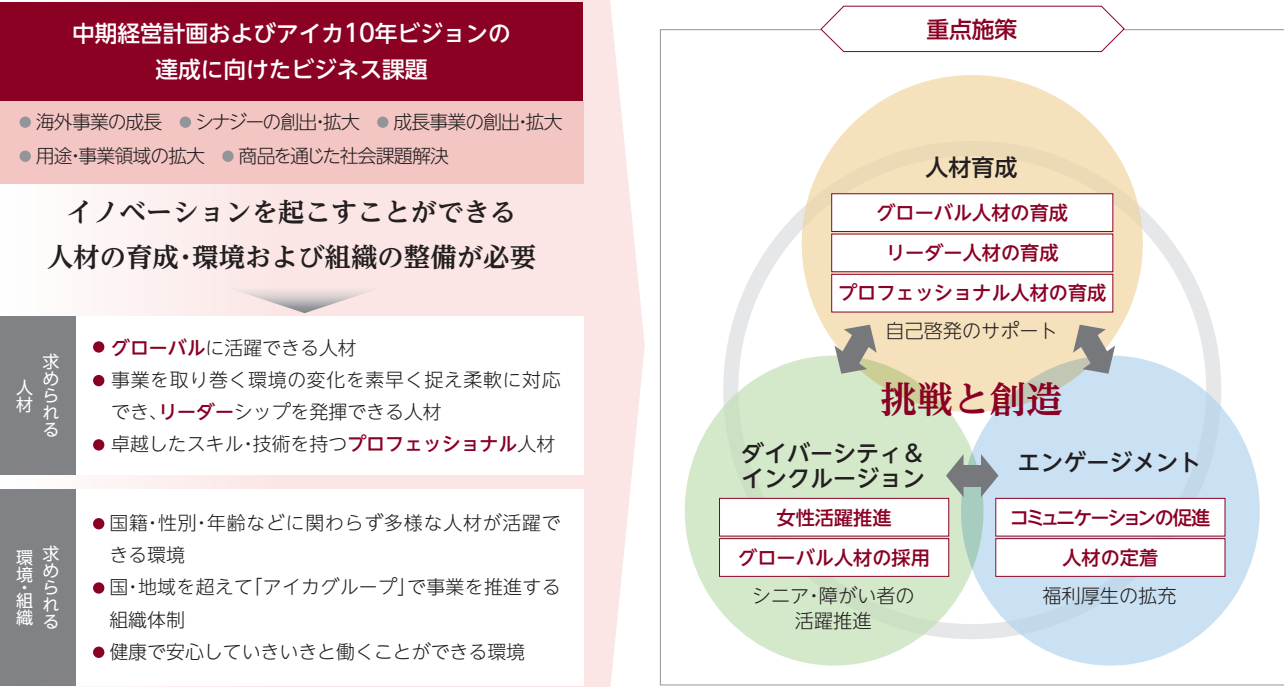 中期経営計画およびアイカ10年ビジョンの
達成に向けたビジネス課題
●海外事業の成長 ●シナジーの創出・拡大 ●成長事業の創出・拡大
●用途・事業領域の拡大 ●商品を通じた社会課題解決
イノベーションを起こすことができる
人材の育成・環境および組織の整備が必要
求められる
人材
●グローバルに活躍できる人材
●事業を取り巻く環境の変化を素早く捉え柔軟に対応
でき、リーダーシップを発揮できる人材
●卓越したスキル・技術を持つプロフェッショナル人材
求められる
環境・組織
●国籍・性別・年齢などに関わらず多様な人材が活躍で
きる環境
●国・地域を超えて「アイカグループ」で事業を推進する
組織体制
●健康で安心していきいきと働くことができる環境
重点施策
人材育成
グローバル人材の育成
リーダー人材の育成
プロフェッショナル人材の育成
自己啓発のサポート
挑戦と創造
ダイバーシティ&
インクルージョン
女性活躍推進
グローバル人材の採用
シニア・障がい者の
活躍推進
エンゲージメント
コミュニケーションの促進
人材の定着
福利厚生の拡充